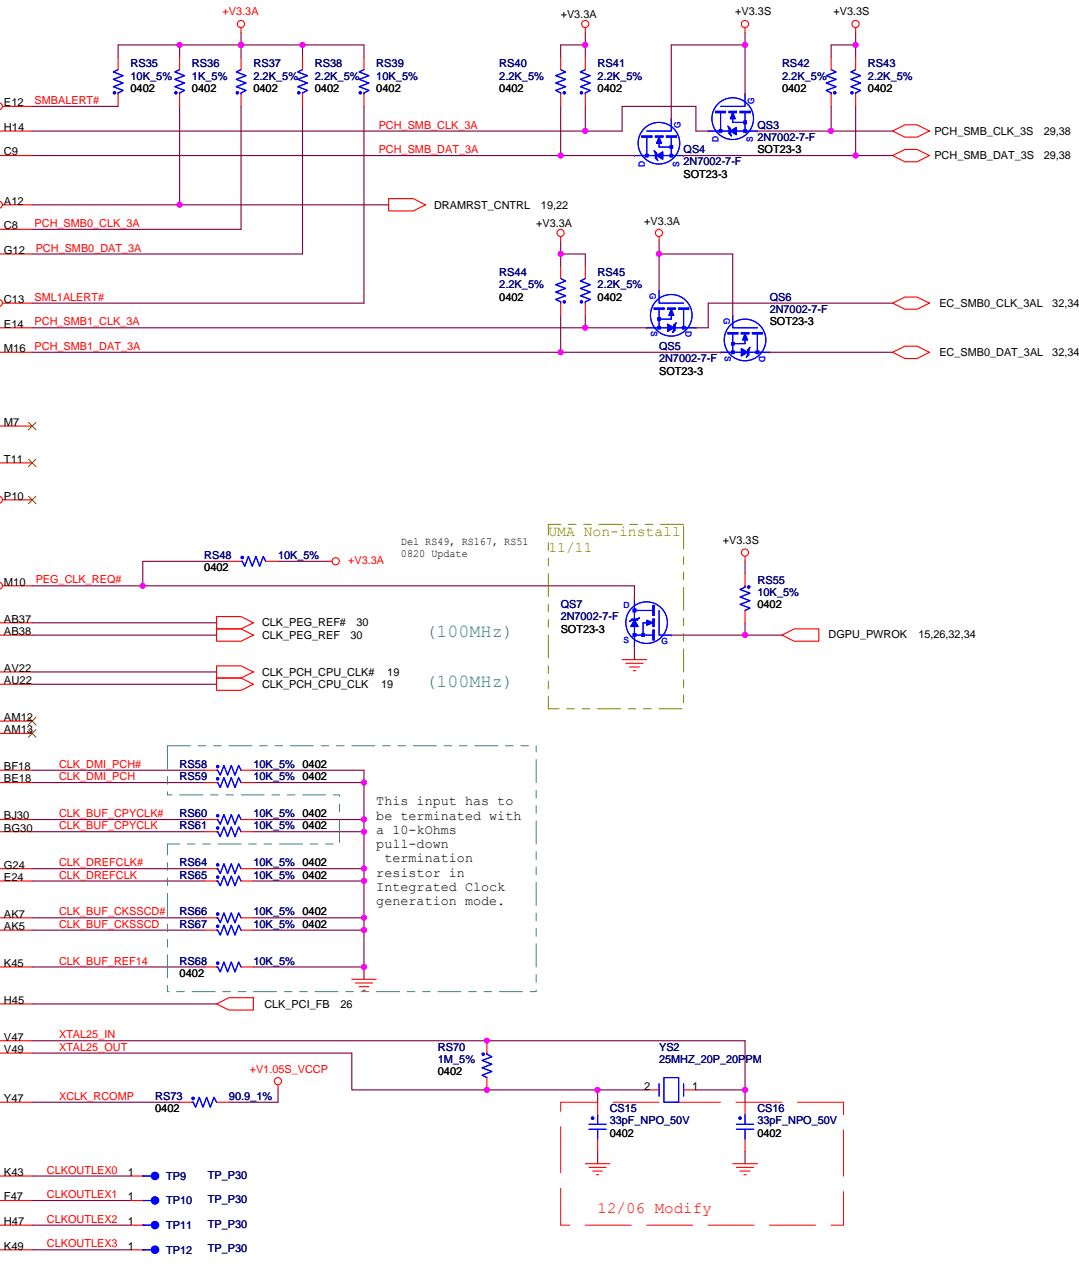 +V3.3A
+V3.3A
+V3.3S
+V3.3S
RS35
10K_5%
0402
RS36
1K_5%
0402
RS37
2.2K_5%
0402
RS38
2.2K_5%
0402
RS39
10K_5%
0402
RS40
2.2K_5%
0402
RS41
2.2K_5%
0402
RS42
2.2K_5%
0402
RS43
2.2K_5%
0402
E12 SMBALERT#
H14 PCH_SMB_CLK_3A
G
D S
QS3
2N7002-7-F
SOT23-3
PCH_SMB_CLK_3S 29,38
C9 PCH_SMB_DAT_3A
G
D S
QS4
2N7002-7-F
SOT23-3
PCH_SMB_DAT_3S 29,38
A12 DRAMRST_CNTRL 19,22
C8 PCH_SMB0_CLK_3A
G12 PCH_SMB0_DAT_3A
+V3.3A
+V3.3A
RS44
2.2K_5%
0402
RS45
2.2K_5%
0402
C13 SML1ALERT#
QS6
2N7002-7-F
SOT23-3
EC_SMB0_CLK_3AL 32,34
E14 PCH_SMB1_CLK_3A
G
S D
QS5
2N7002-7-F
SOT23-3
M16 PCH_SMB1_DAT_3A
G
S D
EC_SMB0_DAT_3AL 32,34
M7
T11
P10
Del RS49, RS167, RS51
0820 Update
UMA Non-install
11/11
RS48
0402
10K_5%
+V3.3A
+V3.3S
M10 PEG_CLK_REQ#
RS55
10K_5%
0402
QS7
2N7002-7-F
SOT23-3
D
S
G
DGPU_PWROK 15,26,32,34
AB37 CLK_PEG_REF# 30
AB38 CLK_PEG_REF 30
(100MHz)
AV22 CLK_PCH_CPU_CLK# 19
AU22 CLK_PCH_CPU_CLK 19
(100MHz)
AM12
AM13
BF18 CLK_DMI_PCH# RS58 10K_5% 0402
BE18 CLK_DMI_PCH RS59 10K_5% 0402
BJ30 CLK_BUF_CPYCLK# RS60 10K_5% 0402
BG30 CLK_BUF_CPYCLK RS61 10K_5% 0402
G24 CLK_DREFCLK# RS64 10K_5% 0402
E24 CLK_DREFCLK RS65 10K_5% 0402
AK7 CLK_BUF_CKSSCD# RS66 10K_5% 0402
AK5 CLK_BUF_CKSSCD RS67 10K_5% 0402
K45 CLK_BUF_REF14 RS68 10K_5%
0402
This input has to
be terminated with
a 10-kOhms
pull-down
termination
resistor in
Integrated Clock
generation mode.
H45 CLK_PCI_FB 26
V47 XTAL25_IN
V49 XTAL25_OUT
RS70
1M_5%
0402
YS2
25MHZ_20P_20PPM
2 1
+V1.05S_VCCP
Y47 XCLK_RCOMP RS73 90.9_1%
0402
CS15
33pF_NPO_50V
0402
CS16
33pF_NPO_50V
0402
12/06 Modify
K43 CLKOUTLEX0 1 TP9 TP_P30
F47 CLKOUTLEX1 1 TP10 TP_P30
H47 CLKOUTLEX2 1 TP11 TP_P30
K49 CLKOUTLEX3 1 TP12 TP_P30